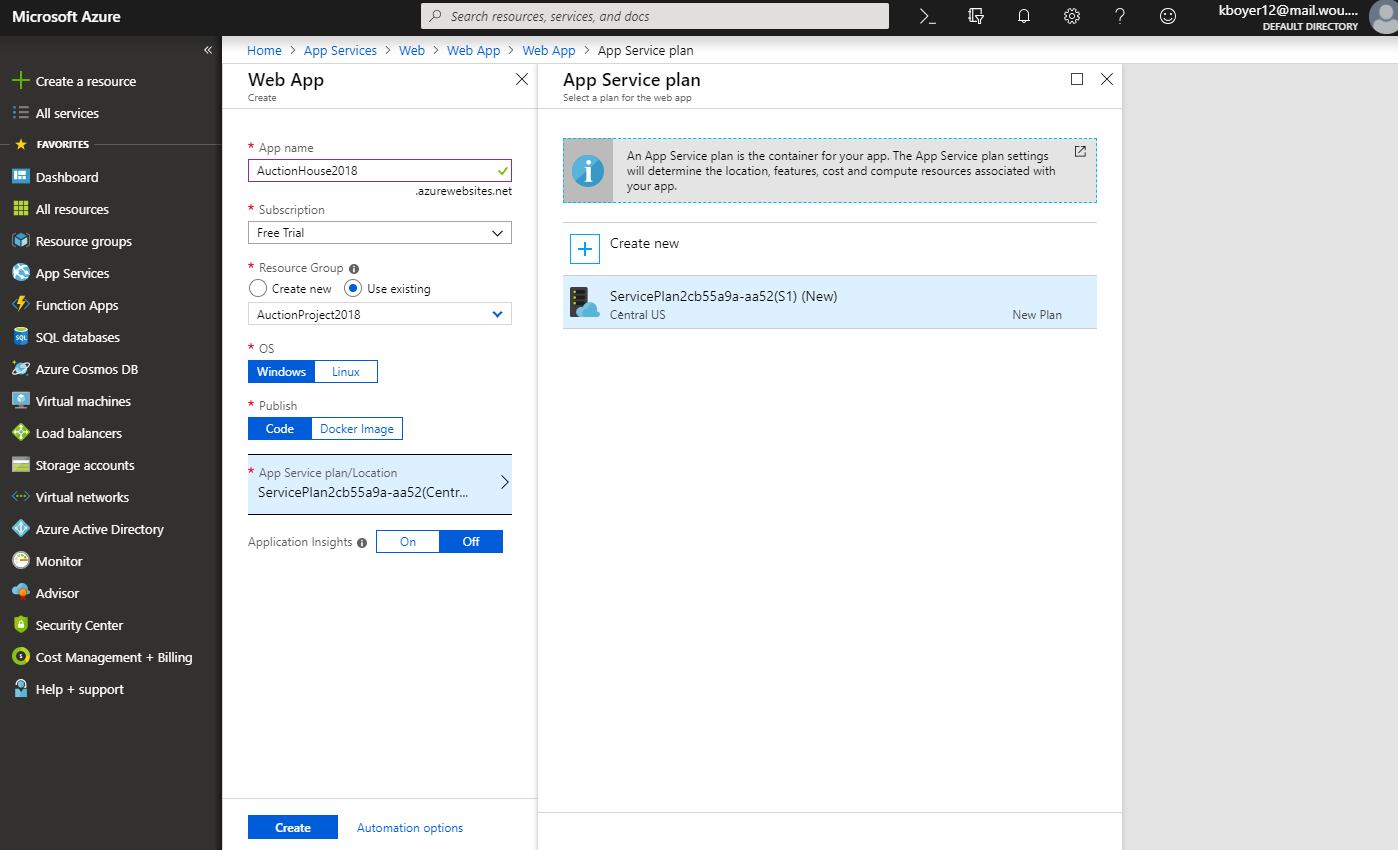 Microsoft Azure
Search resources, services, and docs
kboyer12@mail.wou....
DEFAULT DIRECTORY
«
Create a resource
All services
FAVORITES
Dashboard
All resources
Resource groups
App Services
Function Apps
SQL databases
Azure Cosmos DB
Virtual machines
Load balancers
Storage accounts
Virtual networks
Azure Active Directory
Monitor
Advisor
Security Center
Cost Management + Billing
Help + support
Home > App Services > Web > Web App > Web App > App Service plan
Web App
Create
* App name
AuctionHouse2018
.azurewebsites.net
* Subscription
Free Trial
* Resource Group
Create new Use existing
AuctionProject2018
* OS
Windows Linux
* Publish
Code Docker Image
* App Service plan/Location
ServicePlan2cb55a9a-aa52(Centr...
Application Insights On Off
Create Automation options
App Service plan
Select a plan for the web app
An App Service plan is the container for your app. The App Service plan settings
will determine the location, features, cost and compute resources associated with
your app.
Create new
ServicePlan2cb55a9a-aa52(S1) (New)
Central US New Plan